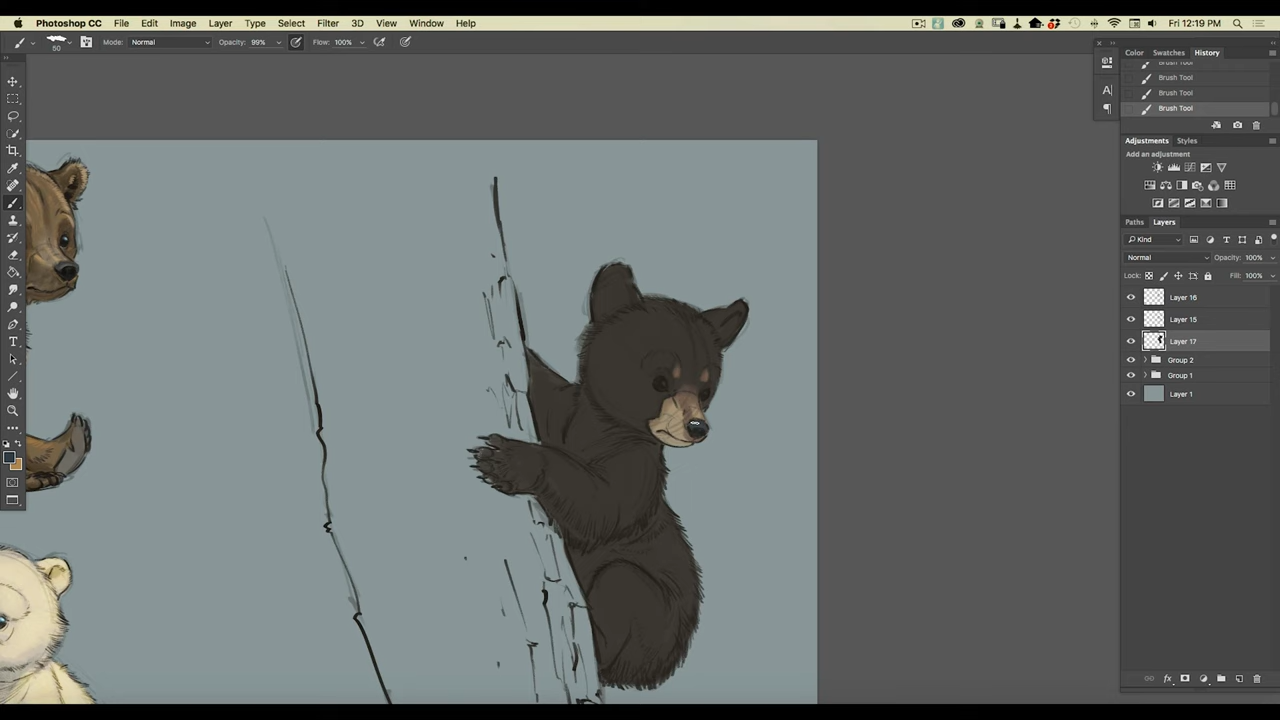 Photoshop CC File Edit Image Layer Type Select Filter 3D View Window Help Fri 12:19 PM
50 Mode: Normal Opacity: 99% Flow: 100%
Color Swatches History
Brush Tool
Brush Tool
Brush Tool
Brush Tool
Adjustments Styles
Add an adjustment
Paths Layers
Kind
Normal Opacity: 100%
Lock: Fill: 100%
Layer 16
Layer 15
Layer 17
Group 2
Group 1
Layer 1